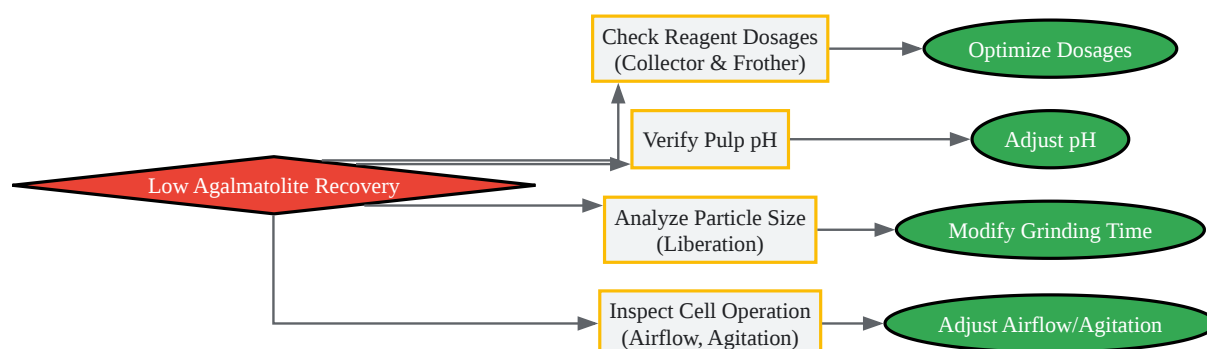 Check Reagent Dosages
(Collector & Frother)
Optimize Dosages
Verify Pulp pH
Adjust pH
Low Agalmatolite Recovery
Analyze Particle Size
(Liberation)
Modify Grinding Time
Inspect Cell Operation
(Airflow, Agitation)
Adjust Airflow/Agitation